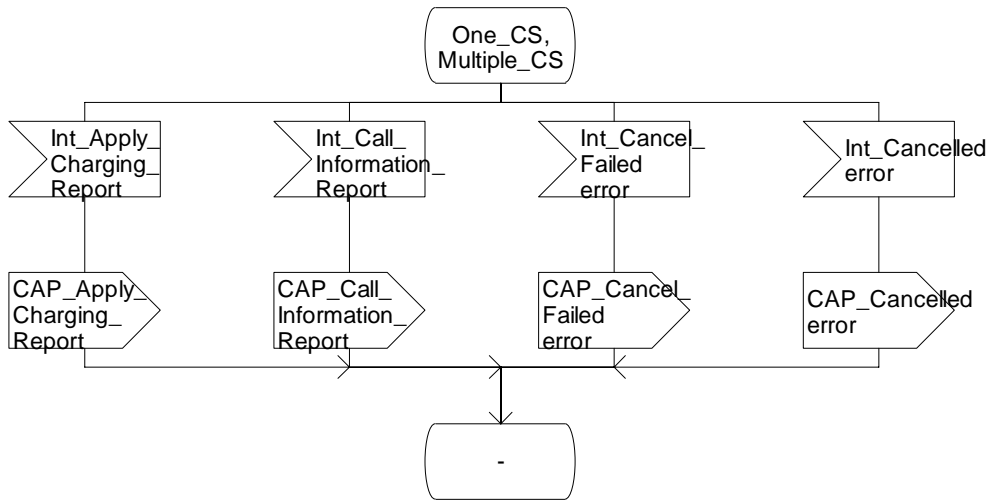 One_CS,
Multiple_CS
Int_Apply_
Charging_
Report
Int_Call_
Information_
Report
Int_Cancel_
Failed
error
Int_Cancelled
error
CAP_Apply_
Charging_
Report
CAP_Call_
Information_
Report
CAP_Cancel_
Failed
error
CAP_Cancelled
error
-